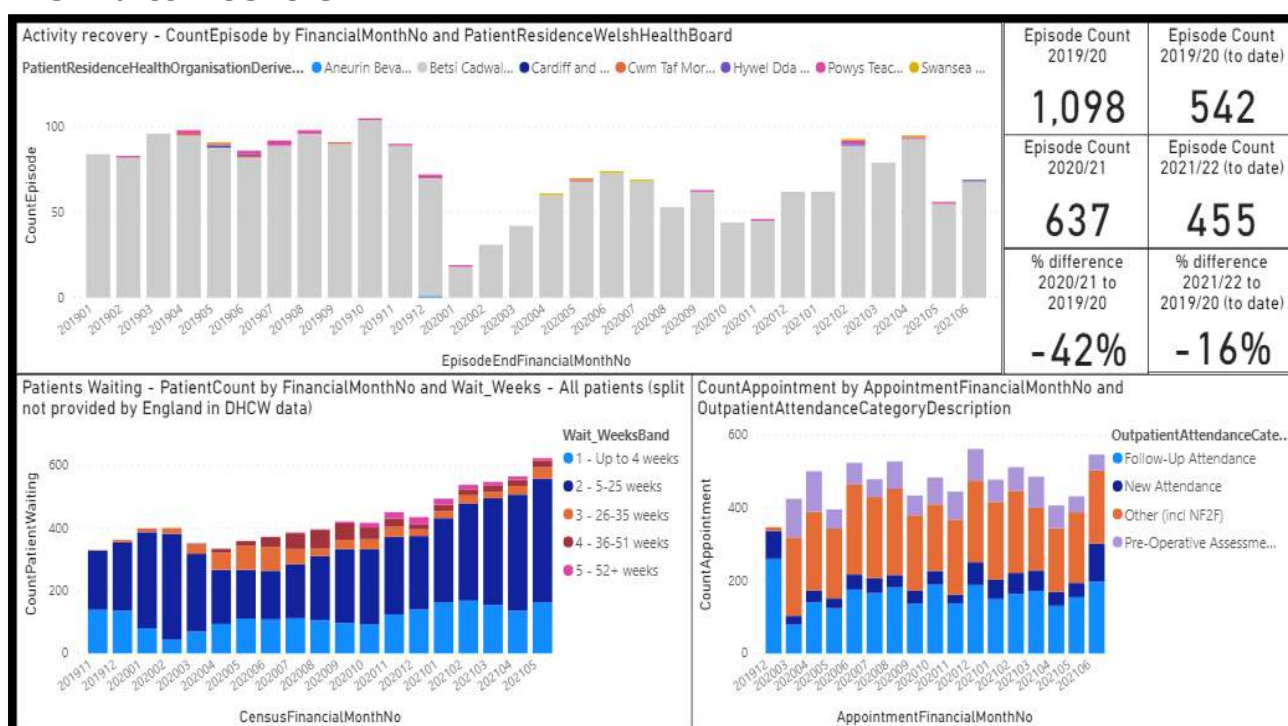 Activity recovery - CountEpisode by FinancialMonthNo and PatientResidenceWelshHealthBoard
PatientResidenceHealthOrganisationDerive... Aneurin Beva... Betsi Cadwal... Cardiff and ... Cwm Taf Mor... Hywel Dda ... Powys Teac... Swansea ...
CountEpisode
100
50
0
201901 201902 201903 201904 201905 201906 201907 201908 201909 201910 201911 201912 202001 202002 202003 202004 202005 202006 202007 202008 202009 202010 202011 202012 202101 202102 202103 202104 202105 202106
EpisodeEndFinancialMonthNo
Episode Count
2019/20
1,098
Episode Count
2019/20 (to date)
542
Episode Count
2020/21
637
Episode Count
2021/22 (to date)
455
% difference
2020/21 to
2019/20
-42%
% difference
2021/22 to
2019/20 (to date)
-16%
Patients Waiting - PatientCount by FinancialMonthNo and Wait_Weeks - All patients (split
not provided by England in DHCW data)
Wait_WeeksBand
1 - Up to 4 weeks
2 - 5-25 weeks
3 - 26-35 weeks
4 - 36-51 weeks
5 - 52+ weeks
CountPatientWaiting
600
400
200
0
201911 201912 202001 202002 202003 202004 202005 202006 202007 202008 202009 202010 202011 202012 202101 202102 202103 202104 202105
CensusFinancialMonthNo
CountAppointment by AppointmentFinancialMonthNo and
OutpatientAttendanceCategoryDescription
OutpatientAttendanceCate...
Follow-Up Attendance
New Attendance
Other (incl NF2F)
Pre-Operative Assessme...
CountAppointment
600
400
200
0
201912 202003 202004 202005 202006 202007 202008 202009 202010 202011 202012 202101 202102 202103 202104 202105 202106
AppointmentFinancialMonthNo